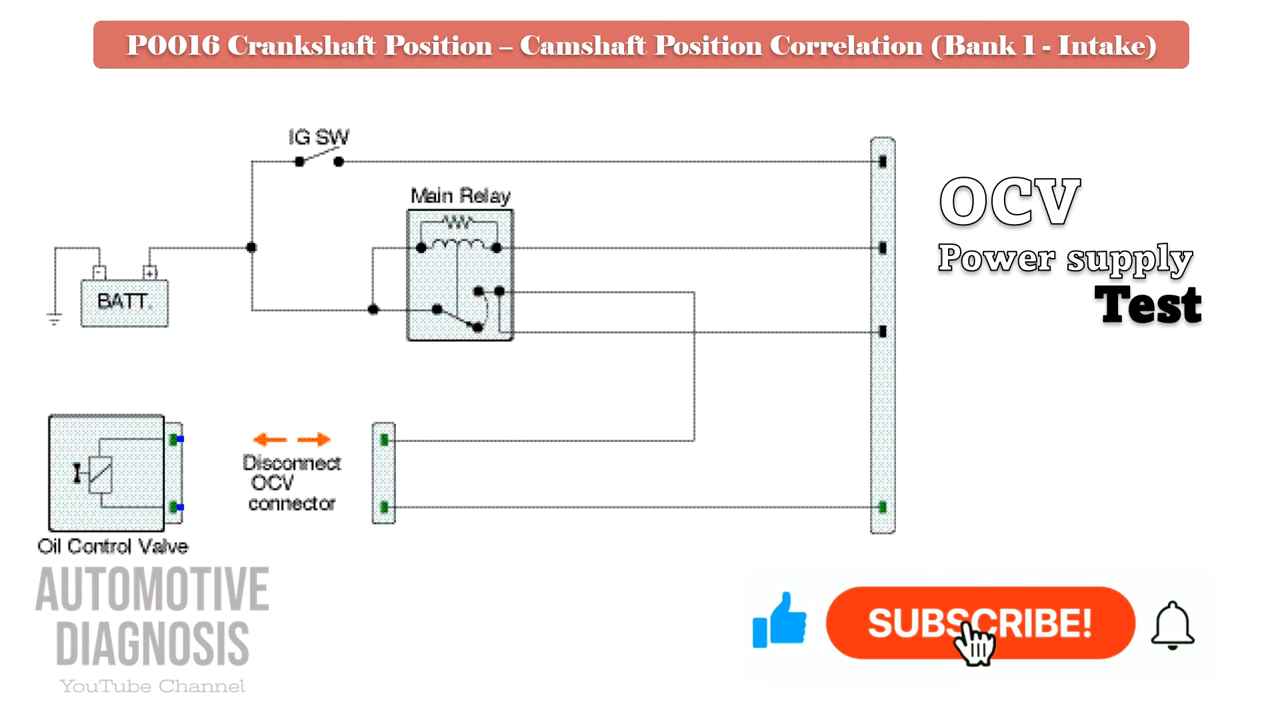 P0016 Crankshaft Position – Camshaft Position Correlation (Bank 1 - Intake)
IG SW
Main Relay
OCV
Power supply
Test
- +
BATT.
Disconnect
OCV
connector
Oil Control Valve
AUTOMOTIVE
DIAGNOSIS
YouTube Channel
SUBSCRIBE!